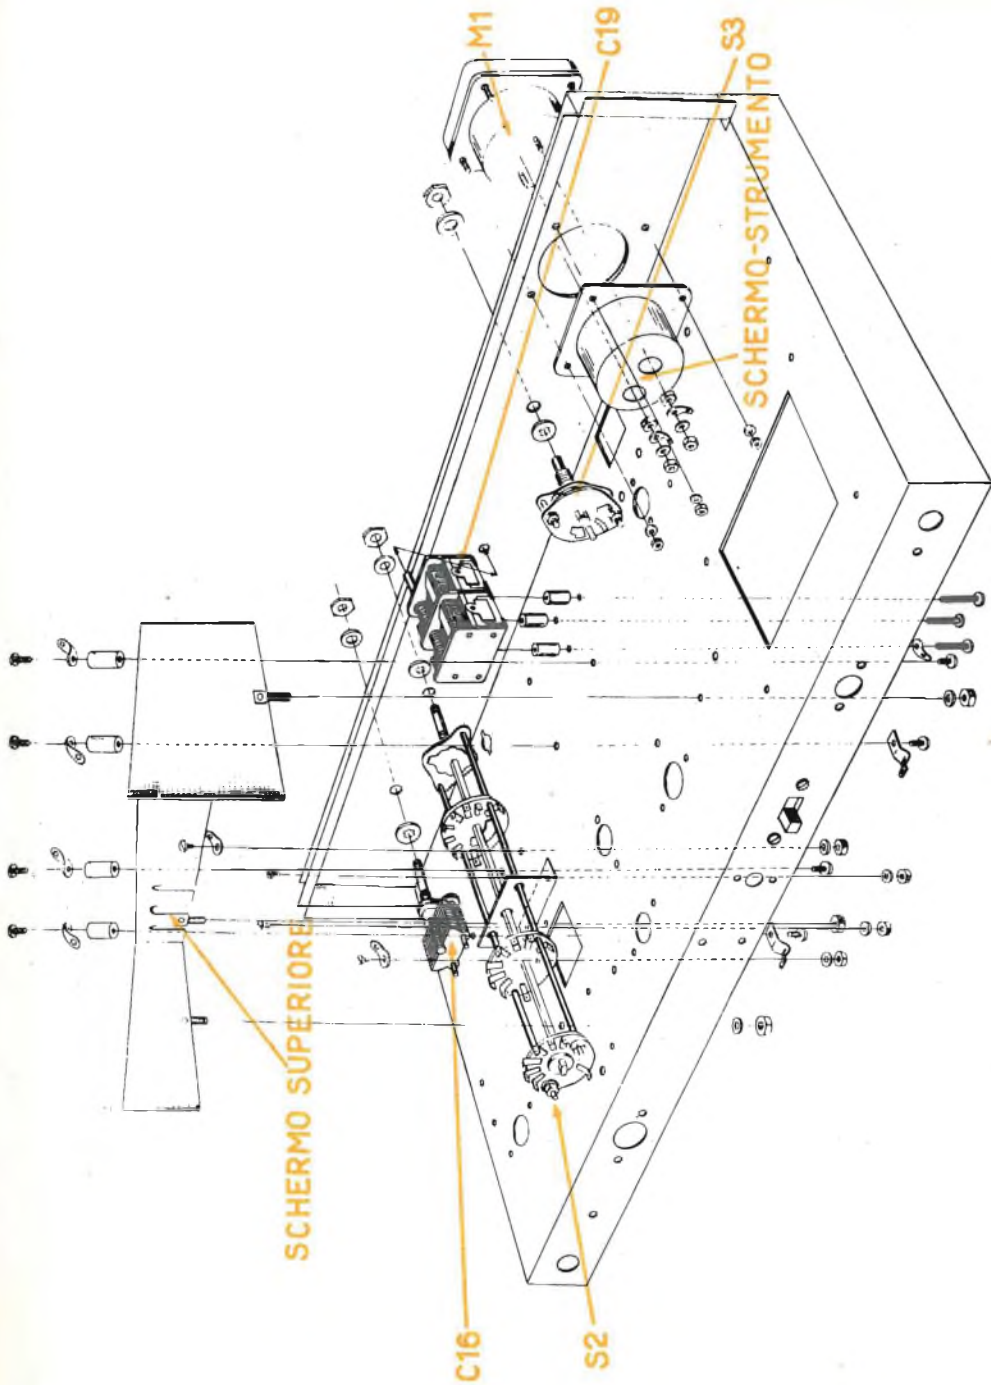 M1
C19
S3
SCHERMO-STRUMENTO
SCHERMO SUPERIORE
C16
S2